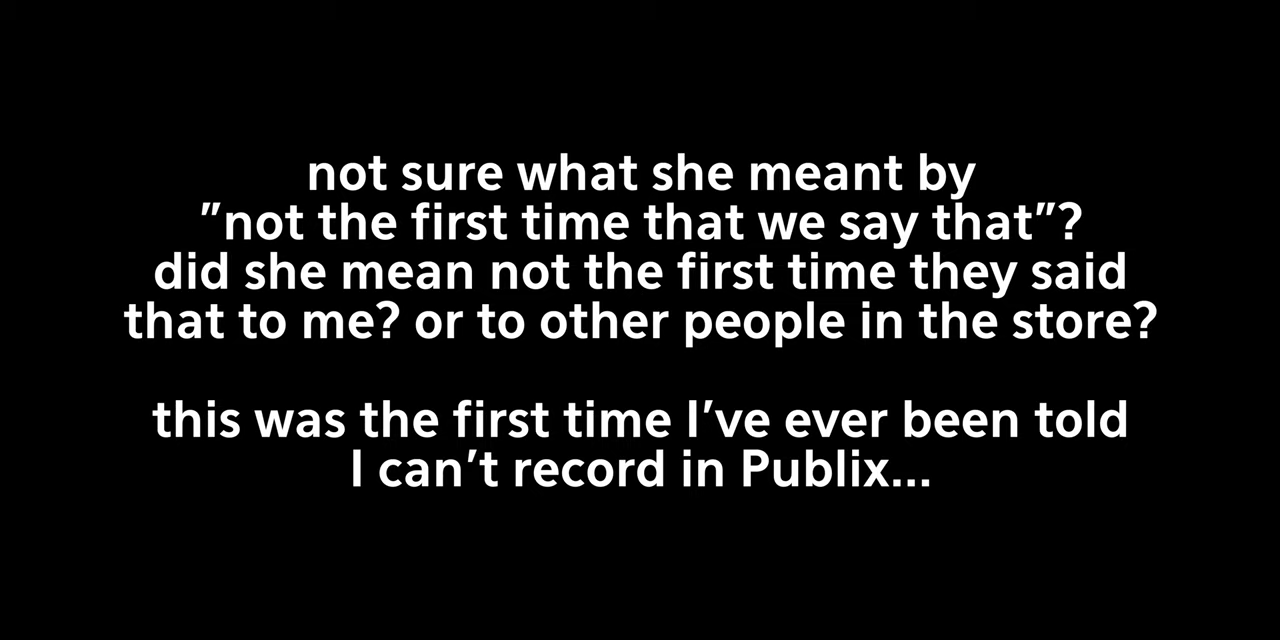 not sure what she meant by
"not the first time that we say that"?
did she mean not the first time they said
that to me? or to other people in the store?
this was the first time I've ever been told
I can't record in Publix...